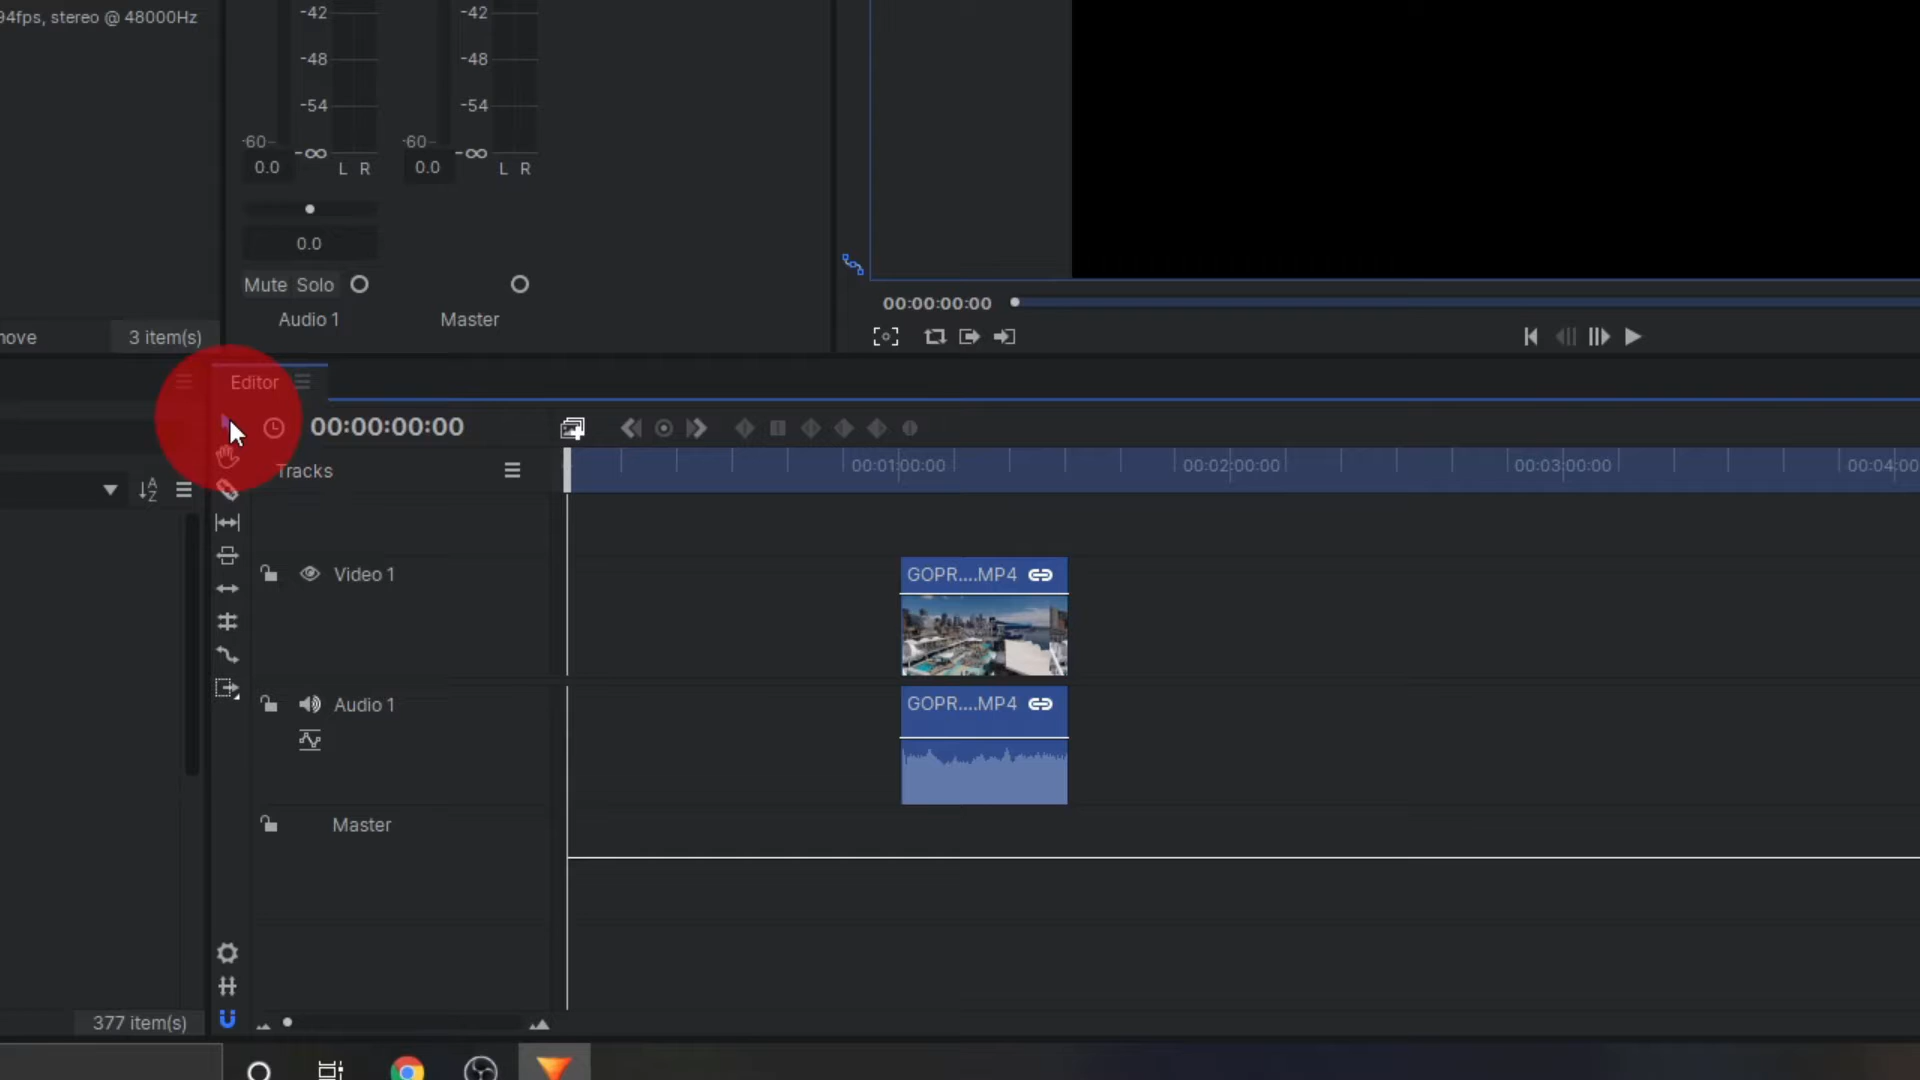 94fps, stereo @ 48000Hz
-42
-42
-48
-48
-54
-54
-60
-∞
-60
-∞
0.0
L R
0.0
L R
0.0
Mute Solo
Audio 1
Master
00:00:00:00
move
3 item(s)
Editor
00:00:00:00
Tracks
00:01:00:00
00:02:00:00
00:03:00:00
00:04:00
Video 1
GOPR....MP4
Audio 1
GOPR....MP4
Master
377 item(s)